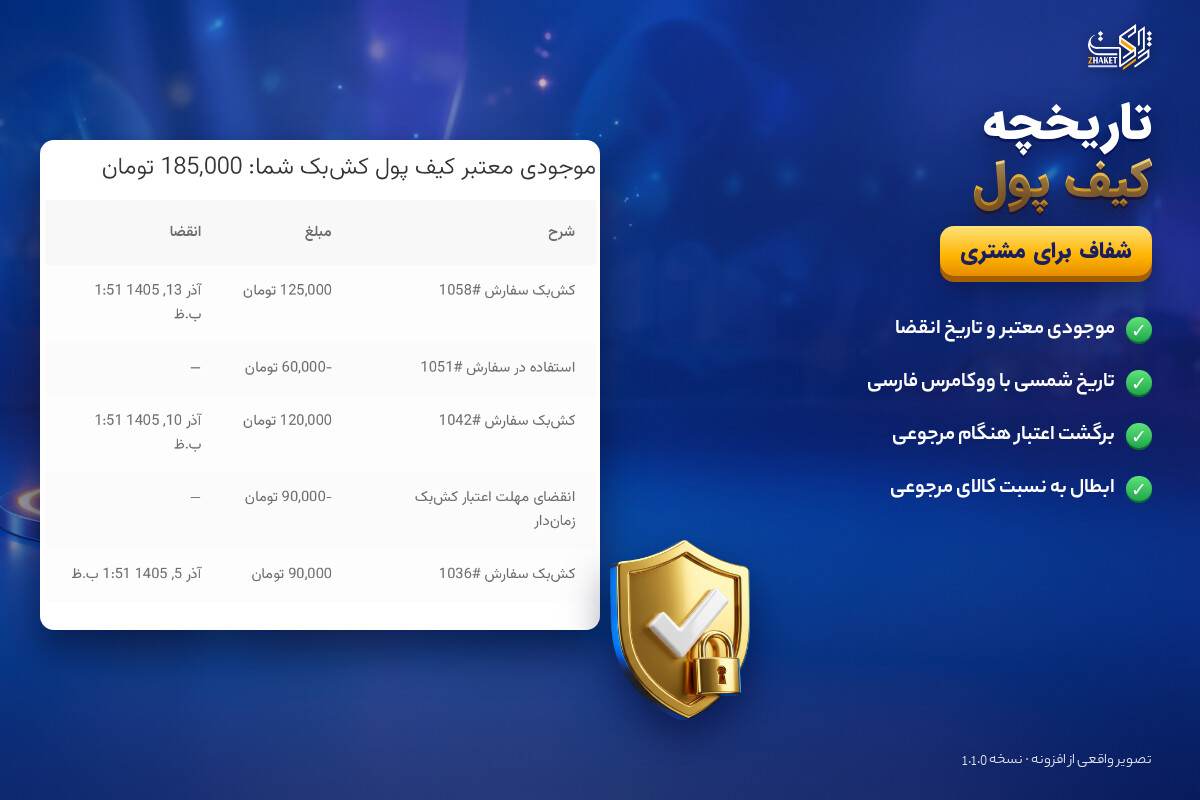 ژاکت
ZHAKET
تاریخچه
کیف پول
شفاف برای مشتری
موجودی معتبر و تاریخ انقضا
تاریخ شمسی با ووکامرس فارسی
برگشت اعتبار هنگام مرجوعی
ابطال به نسبت کالای مرجوعی
موجودی معتبر کیف پول کش‌بک شما: 185,000 تومان
شرح مبلغ انقضا
کش‌بک سفارش #1058 125,000 تومان آذر 13, 1405 1:51
ب.ظ
استفاده در سفارش #1051 -60,000 تومان —
کش‌بک سفارش #1042 120,000 تومان آذر 10, 1405 1:51
ب.ظ
انقضای مهلت اعتبار کش‌بک -90,000 تومان —
زمان‌دار
کش‌بک سفارش #1036 90,000 تومان آذر 5, 1405 1:51 ب.ظ
تصویر واقعی از افزونه · نسخه 1.1.0